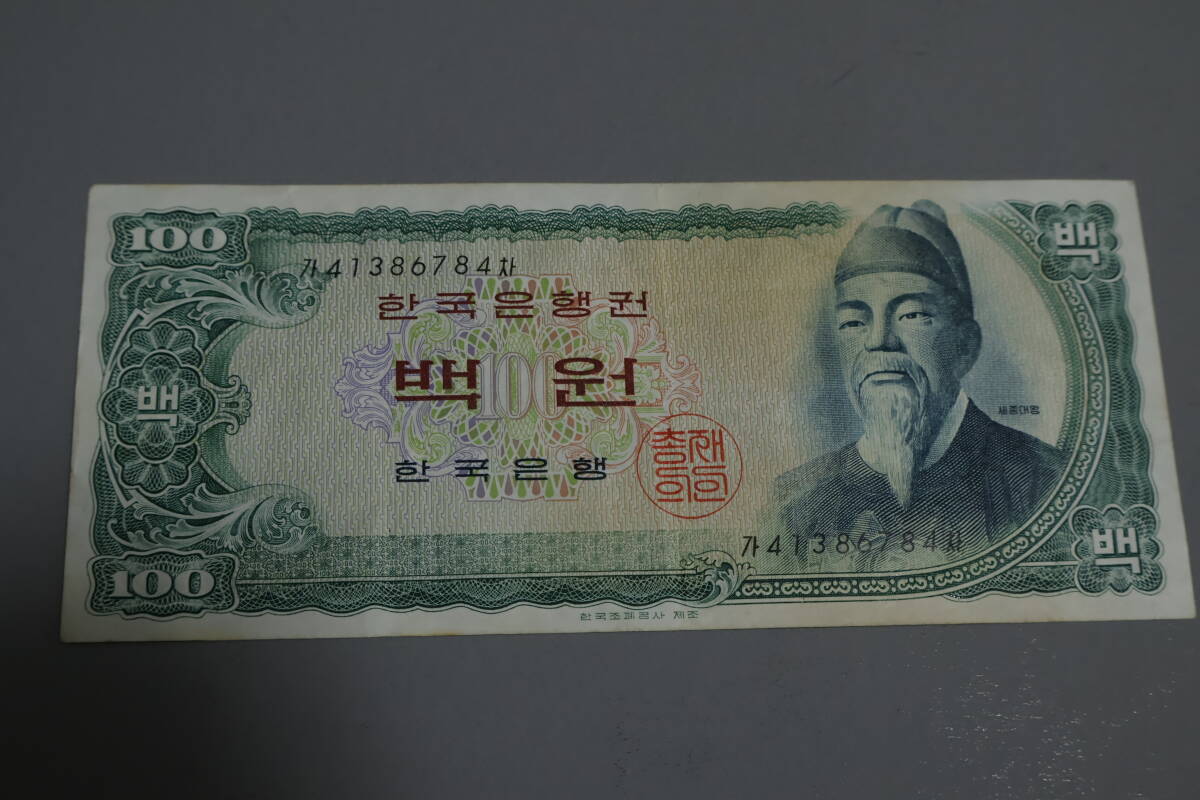 100
백
가41386784차
한국은행권
백 100 원
백
세종대왕
총재의인
한국은행
가41386784차
백
100
한국조폐공사 제조